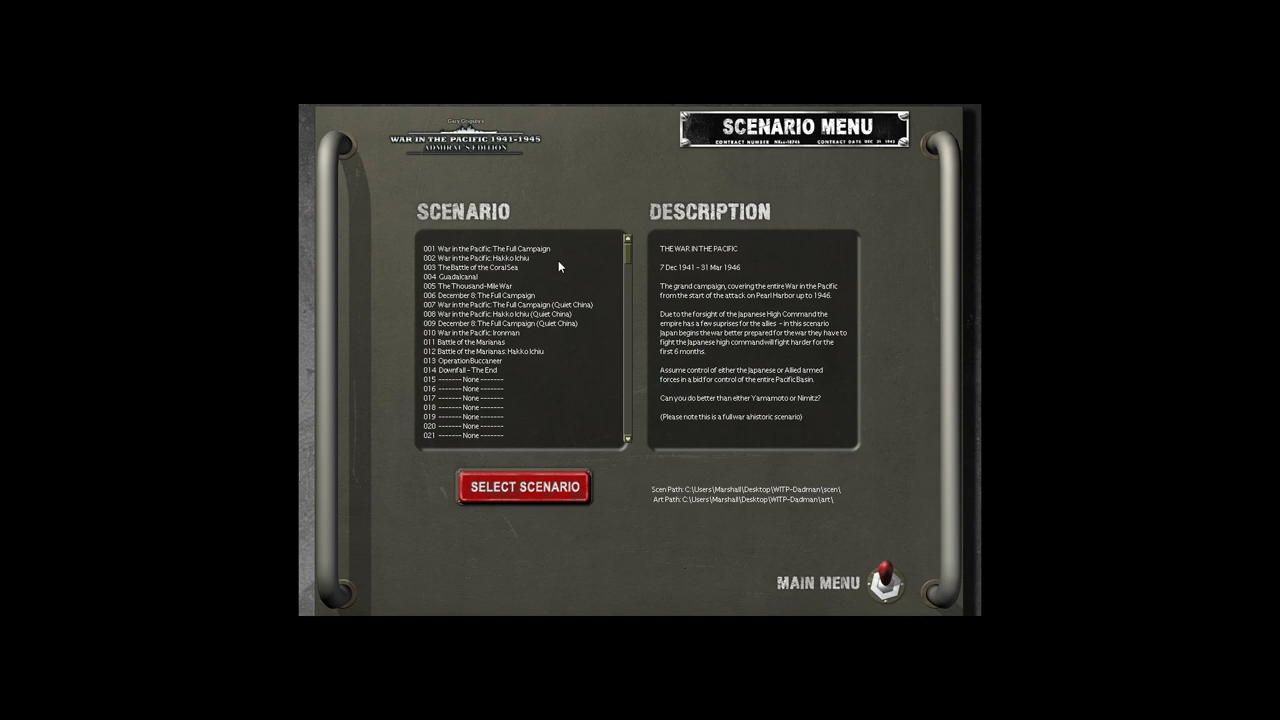 Gary Grigsby's
WAR IN THE PACIFIC 1941-1945
ADMIRAL'S EDITION
SCENARIO MENU
CONTRACT NUMBER
CONTRACT DATE DEC 31 1943
SCENARIO
001 War in the Pacific: The Full Campaign
002 War in the Pacific: Hakko Ichiu
003 The Battle of the Coral Sea
004 Guadalcanal
005 The Thousand-Mile War
006 December 8: The Full Campaign
007 War in the Pacific: The Full Campaign (Quiet China)
008 War in the Pacific: Hakko Ichiu (Quiet China)
009 December 8: The Full Campaign (Quiet China)
010 War in the Pacific: Ironman
011 Battle of the Marianas
012 Battle of the Marianas: Hakko Ichiu
013 Operation Buccaneer
014 Downfall - The End
015 ------- None -------
016 ------- None -------
017 ------- None -------
018 ------- None -------
019 ------- None -------
020 ------- None -------
021 ------- None -------
DESCRIPTION
THE WAR IN THE PACIFIC
7 Dec 1941 - 31 Mar 1946
The grand campaign, covering the entire War in the Pacific
from the start of the attack on Pearl Harbor up to 1946.
Due to the forsight of the Japanese High Command the
empire has a few suprises for the allies - in this scenario
Japan begins the war better prepared for the war they have to
fight the Japanese high command will fight harder for the
first 6 months.
Assume control of either the Japanese or Allied armed
forces in a bid for control of the entire Pacific Basin.
Can you do better than either Yamamoto or Nimitz?
(Please note this is a full war ahistoric scenario)
SELECT SCENARIO
Scen Path: C:\Users\Marshall\Desktop\WITP-Dadman\scen\
Art Path: C:\Users\Marshall\Desktop\WITP-Dadman\art\
MAIN MENU